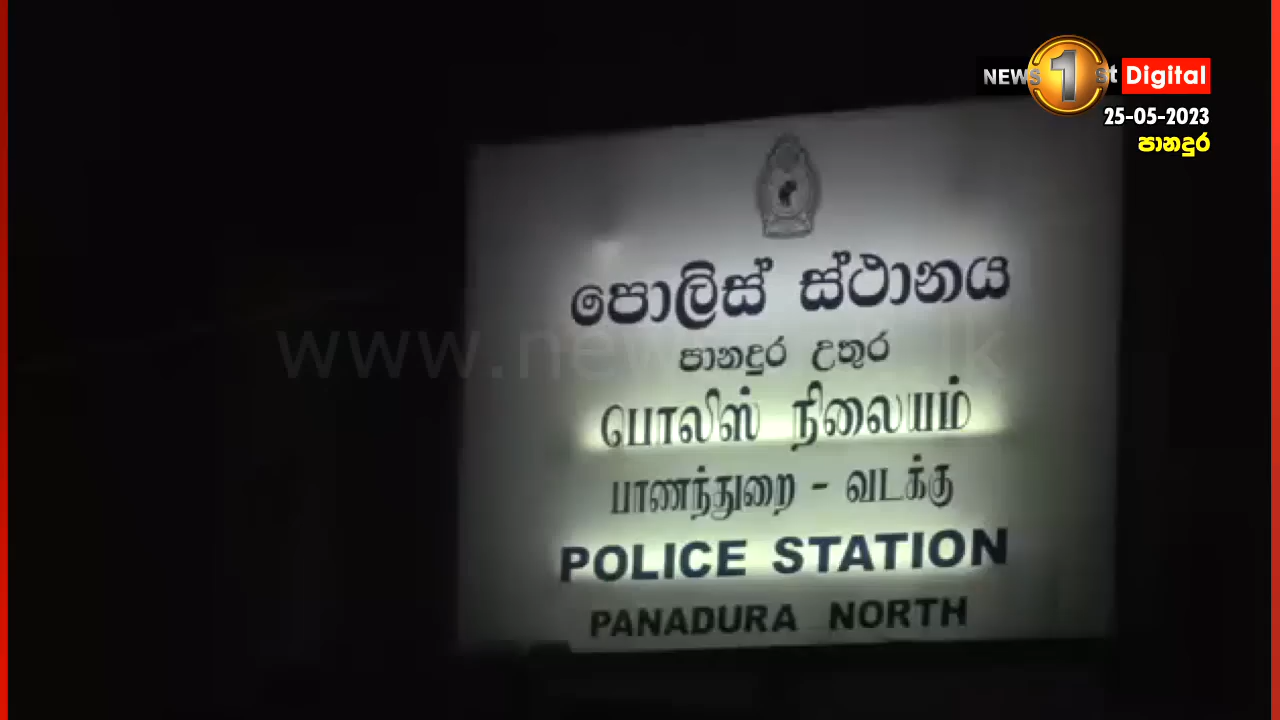 NEWS 1st Digital
25-05-2023
පානදුර
පොලිස් ස්ථානය
පානදුර උතුර
பொலிஸ் நிலையம்
பாணந்துறை - வடக்கு
POLICE STATION
PANADURA NORTH